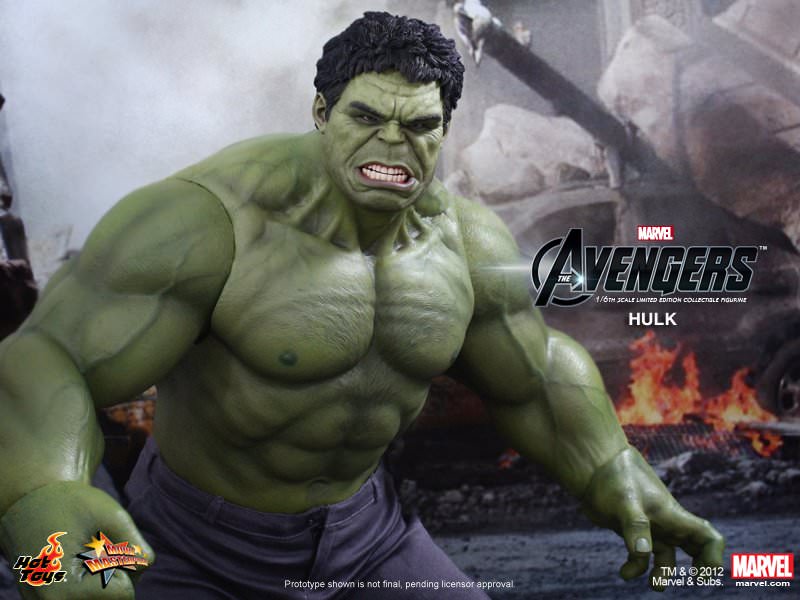 MARVEL
THE AVENGERS™
1/6TH SCALE LIMITED EDITION COLLECTIBLE FIGURINE
HULK
Hot Toys
MOVIE MASTERPIECE
Prototype shown is not final, pending licensor approval.
TM & © 2012
Marvel & Subs.
MARVEL
marvel.com